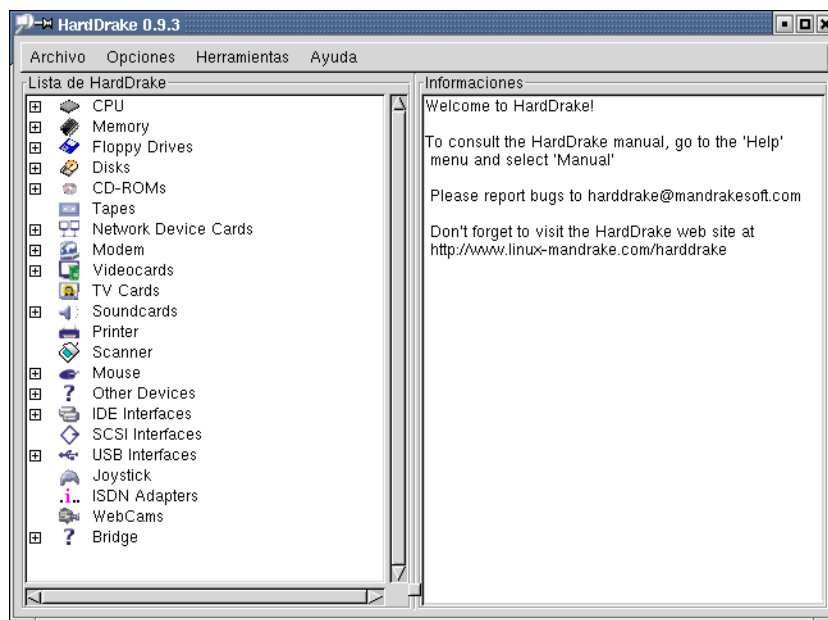 HardDrake 0.9.3
Archivo Opciones Herramientas Ayuda
Lista de HardDrake
CPU
Memory
Floppy Drives
Disks
CD-ROMs
Tapes
Network Device Cards
Modem
Videocards
TV Cards
Soundcards
Printer
Scanner
Mouse
Other Devices
IDE Interfaces
SCSI Interfaces
USB Interfaces
Joystick
ISDN Adapters
WebCams
Bridge
Informaciones
Welcome to HardDrake!
To consult the HardDrake manual, go to the 'Help'
menu and select 'Manual'
Please report bugs to harddrake@mandrakesoft.com
Don't forget to visit the HardDrake web site at
http://www.linux-mandrake.com/harddrake